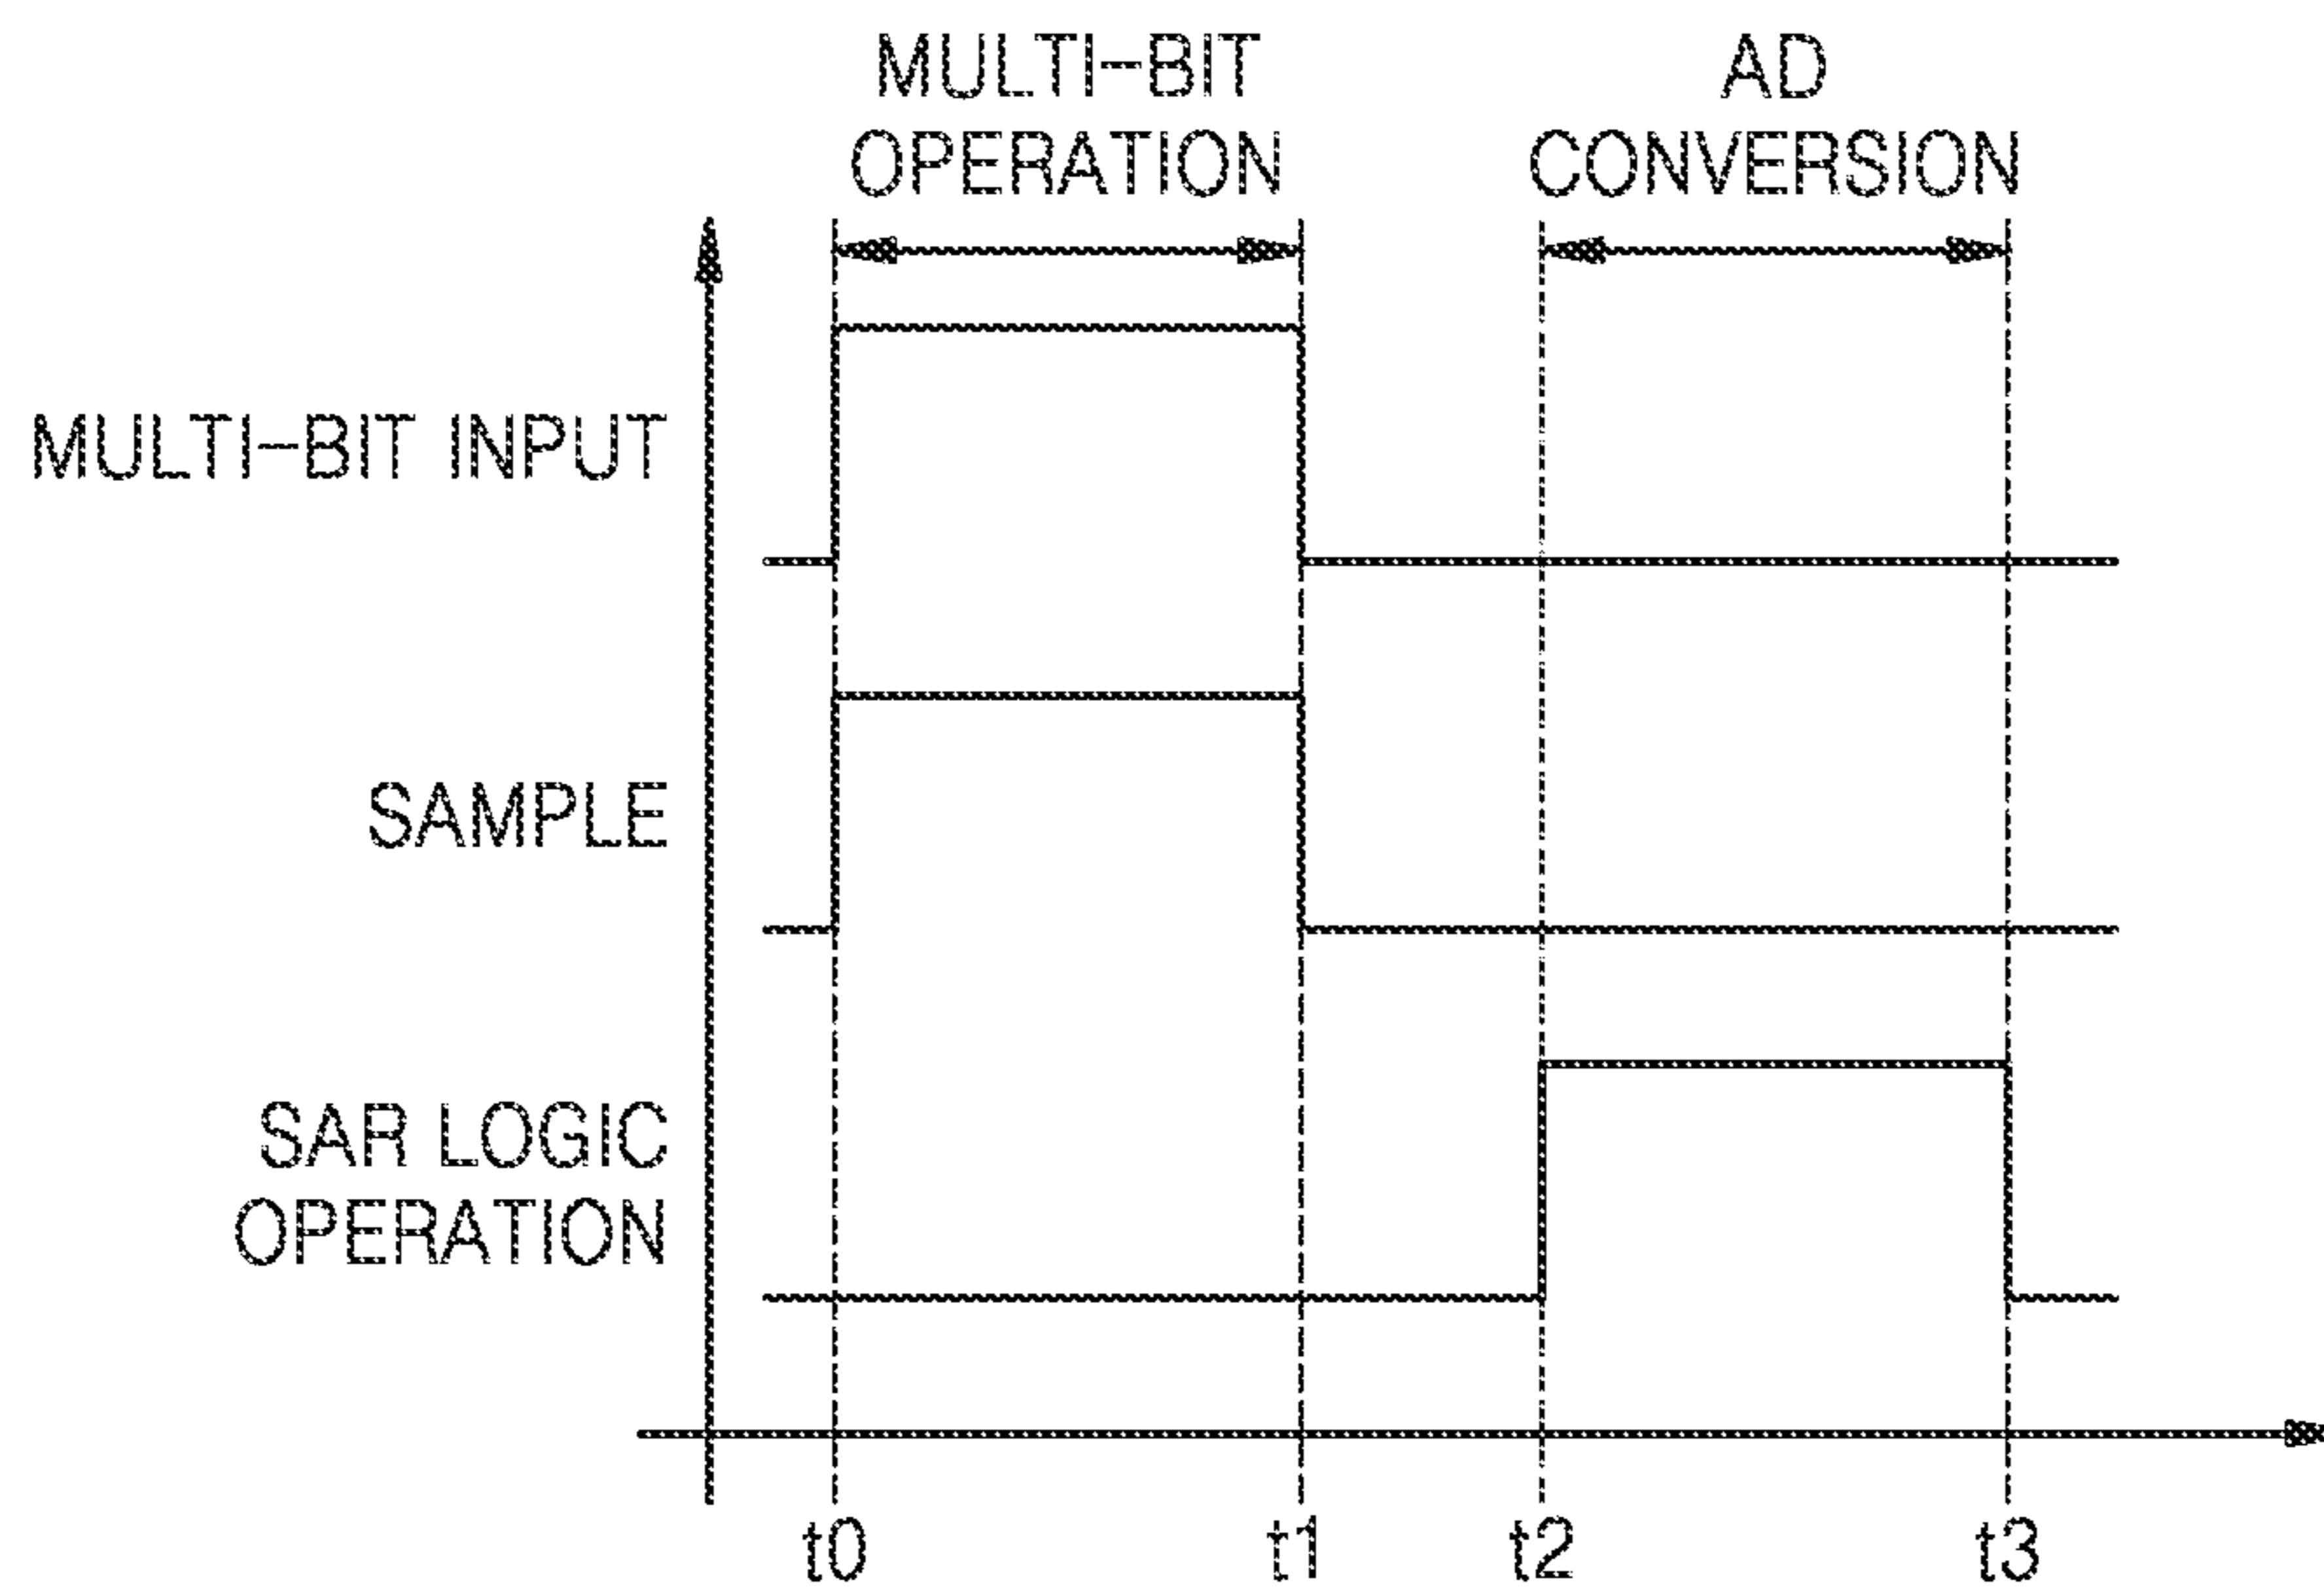 MULTI-BIT
OPERATION
AD
CONVERSION
MULTI-BIT INPUT
SAMPLE
SAR LOGIC
OPERATION
t0
t1
t2
t3